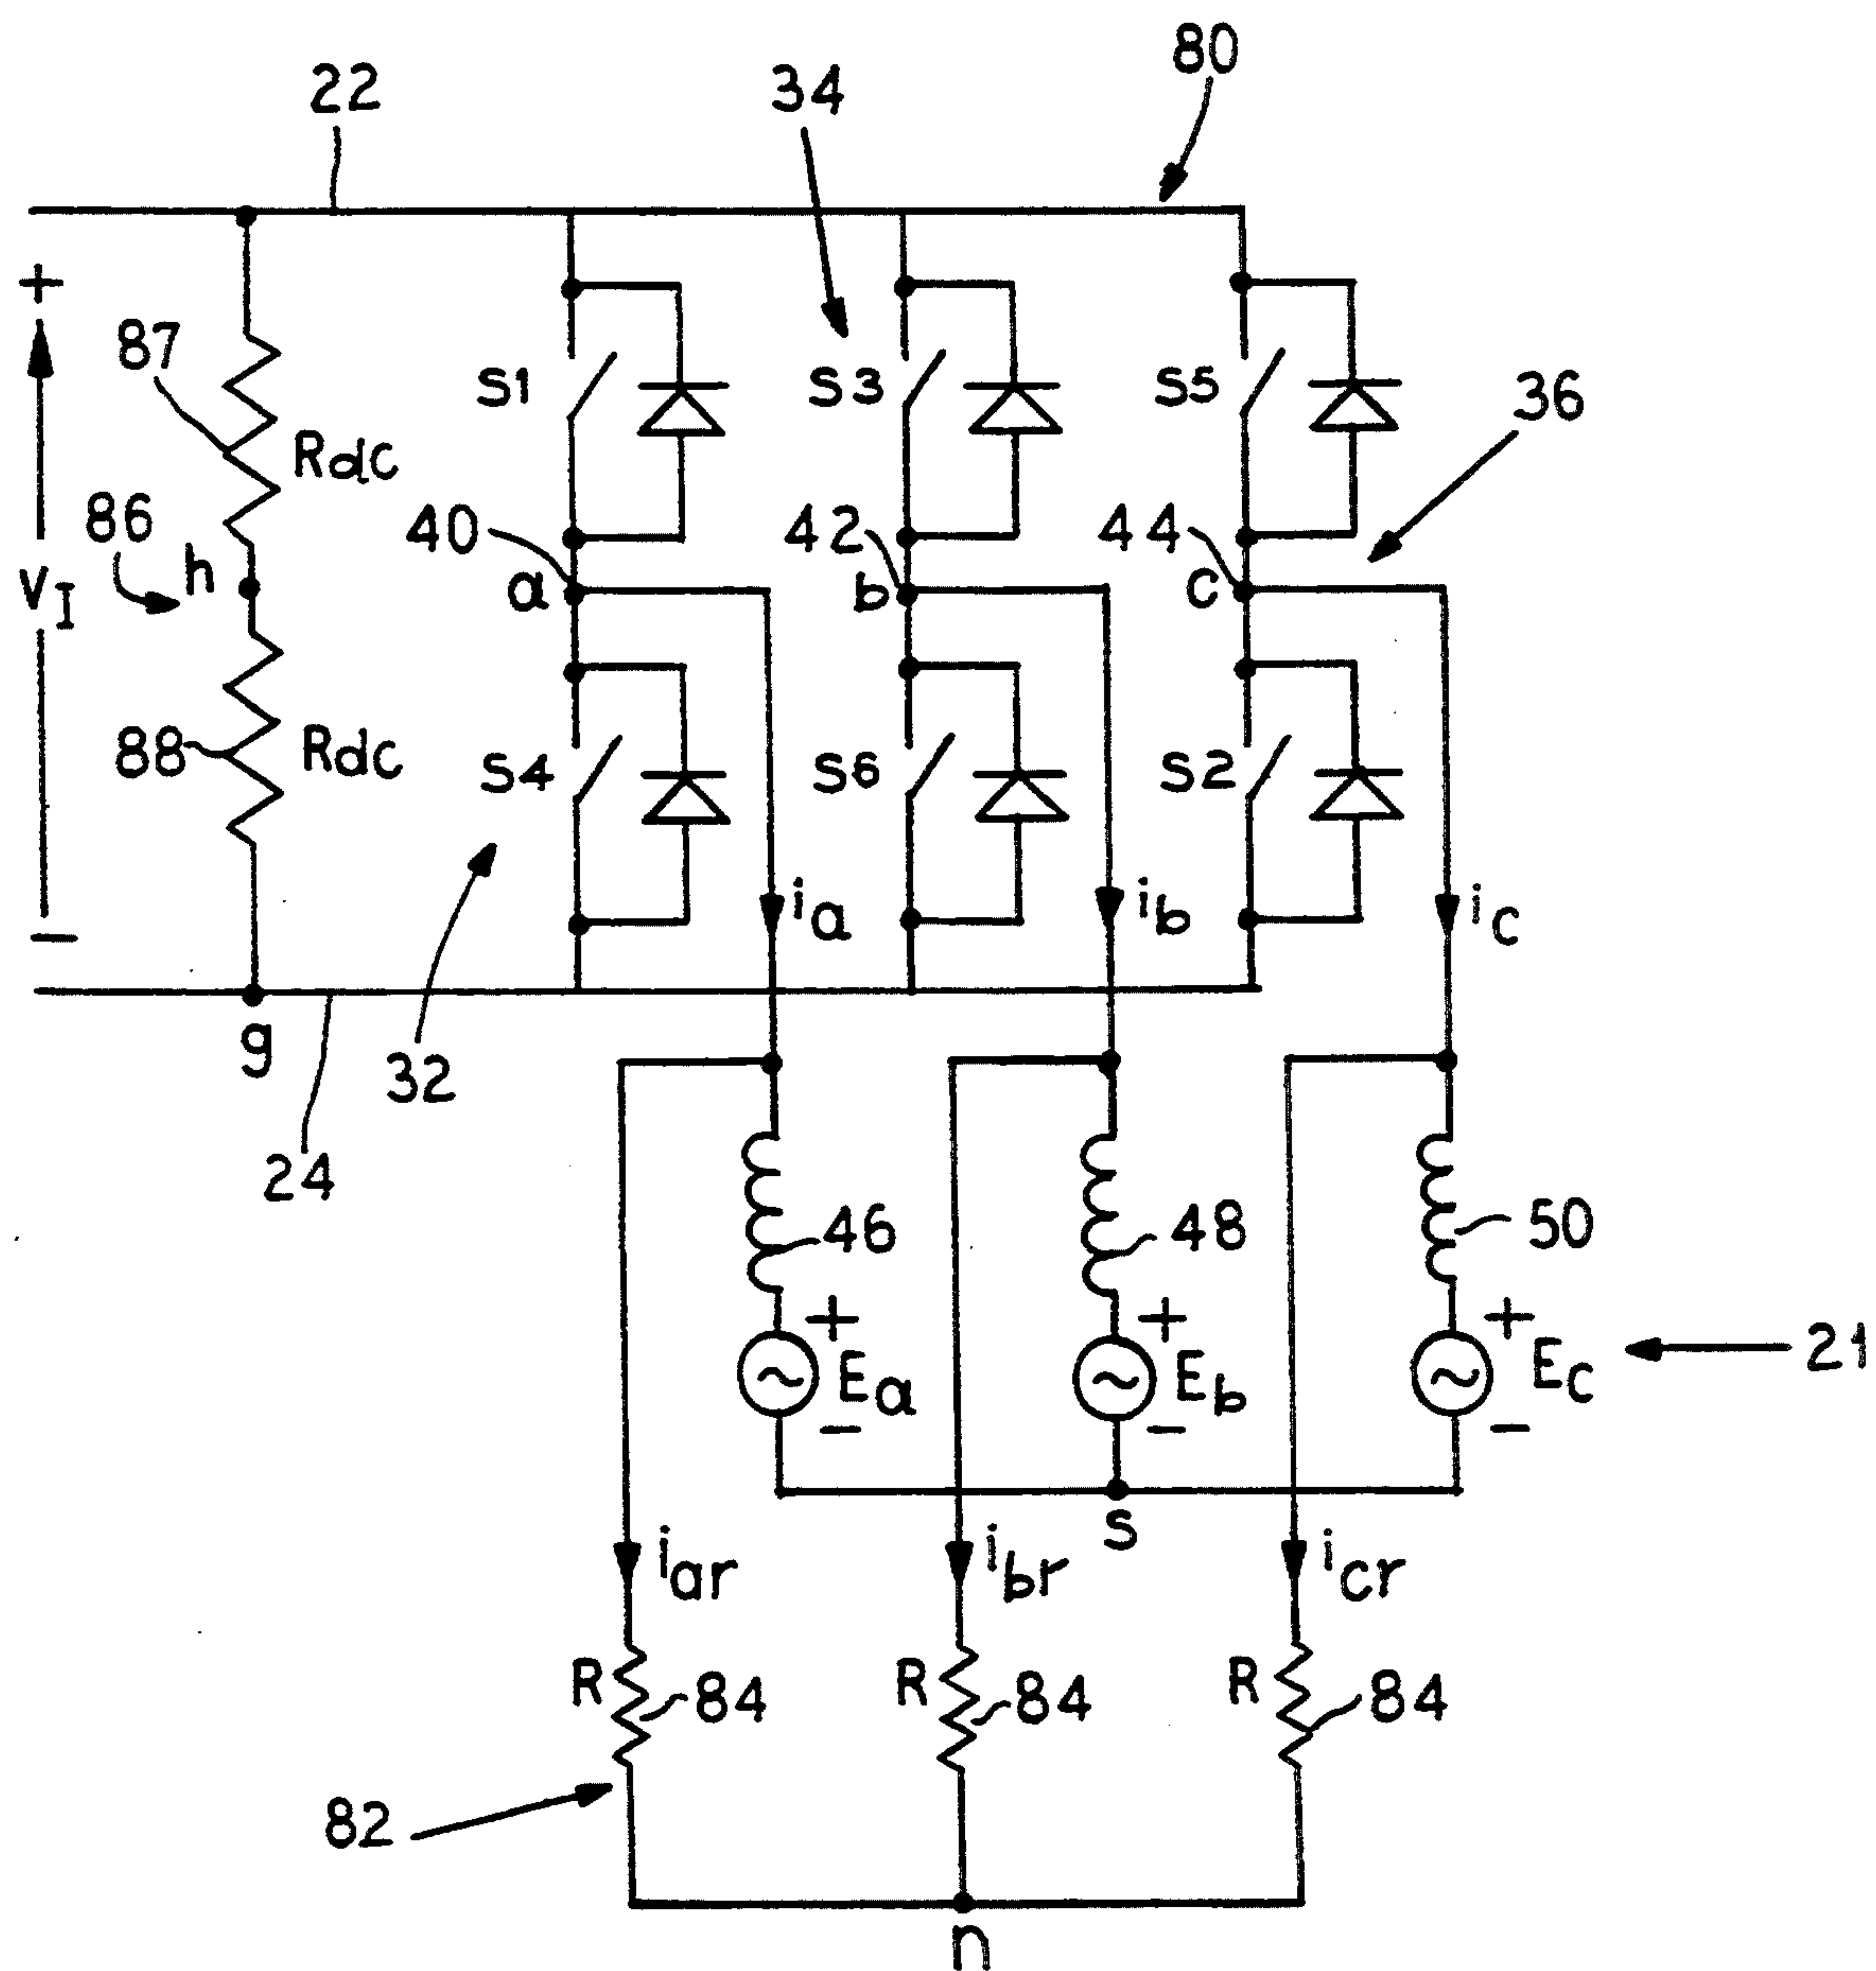 80
22
34
+
87
S1
S3
S5
36
Rdc
86
h
40
42
44
vI
a
b
c
88
Rdc
S4
S6
S2
ia
ib
ic
−
g
32
24
46
48
50
+
+
+
Ea
Eb
Ec
21
−
−
−
s
iar
ibr
icr
R
84
R
84
R
84
82
n